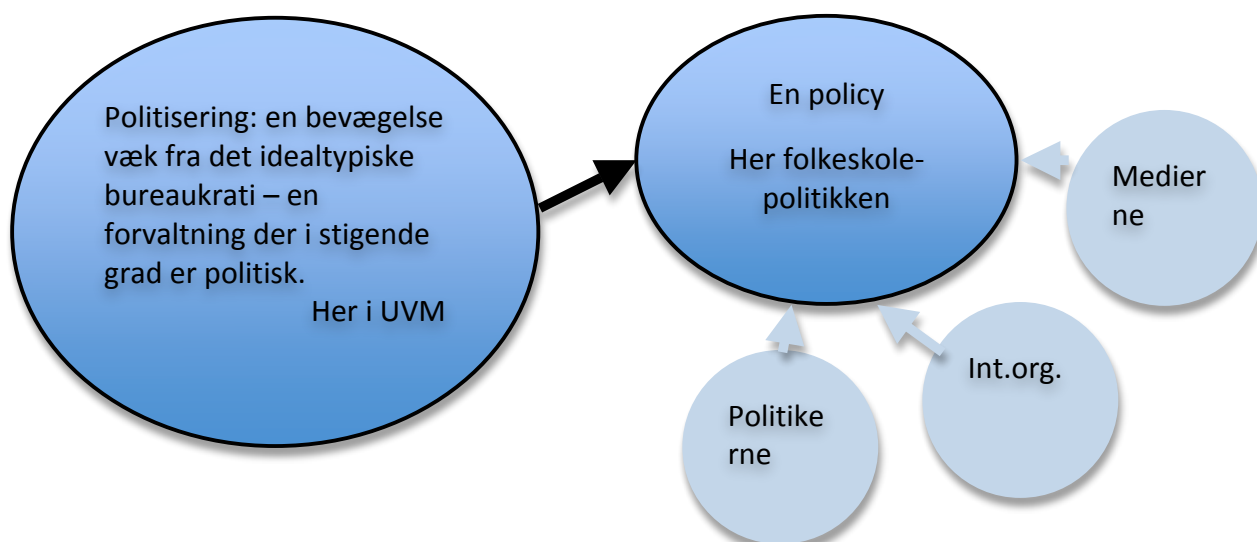 Politisering: en bevægelse
væk fra det idealtypiske
bureaukrati – en
forvaltning der i stigende
grad er politisk.
Her i UVM
En policy
Her folkeskole-
politikken
Medier
ne
Int.org.
Politike
rne